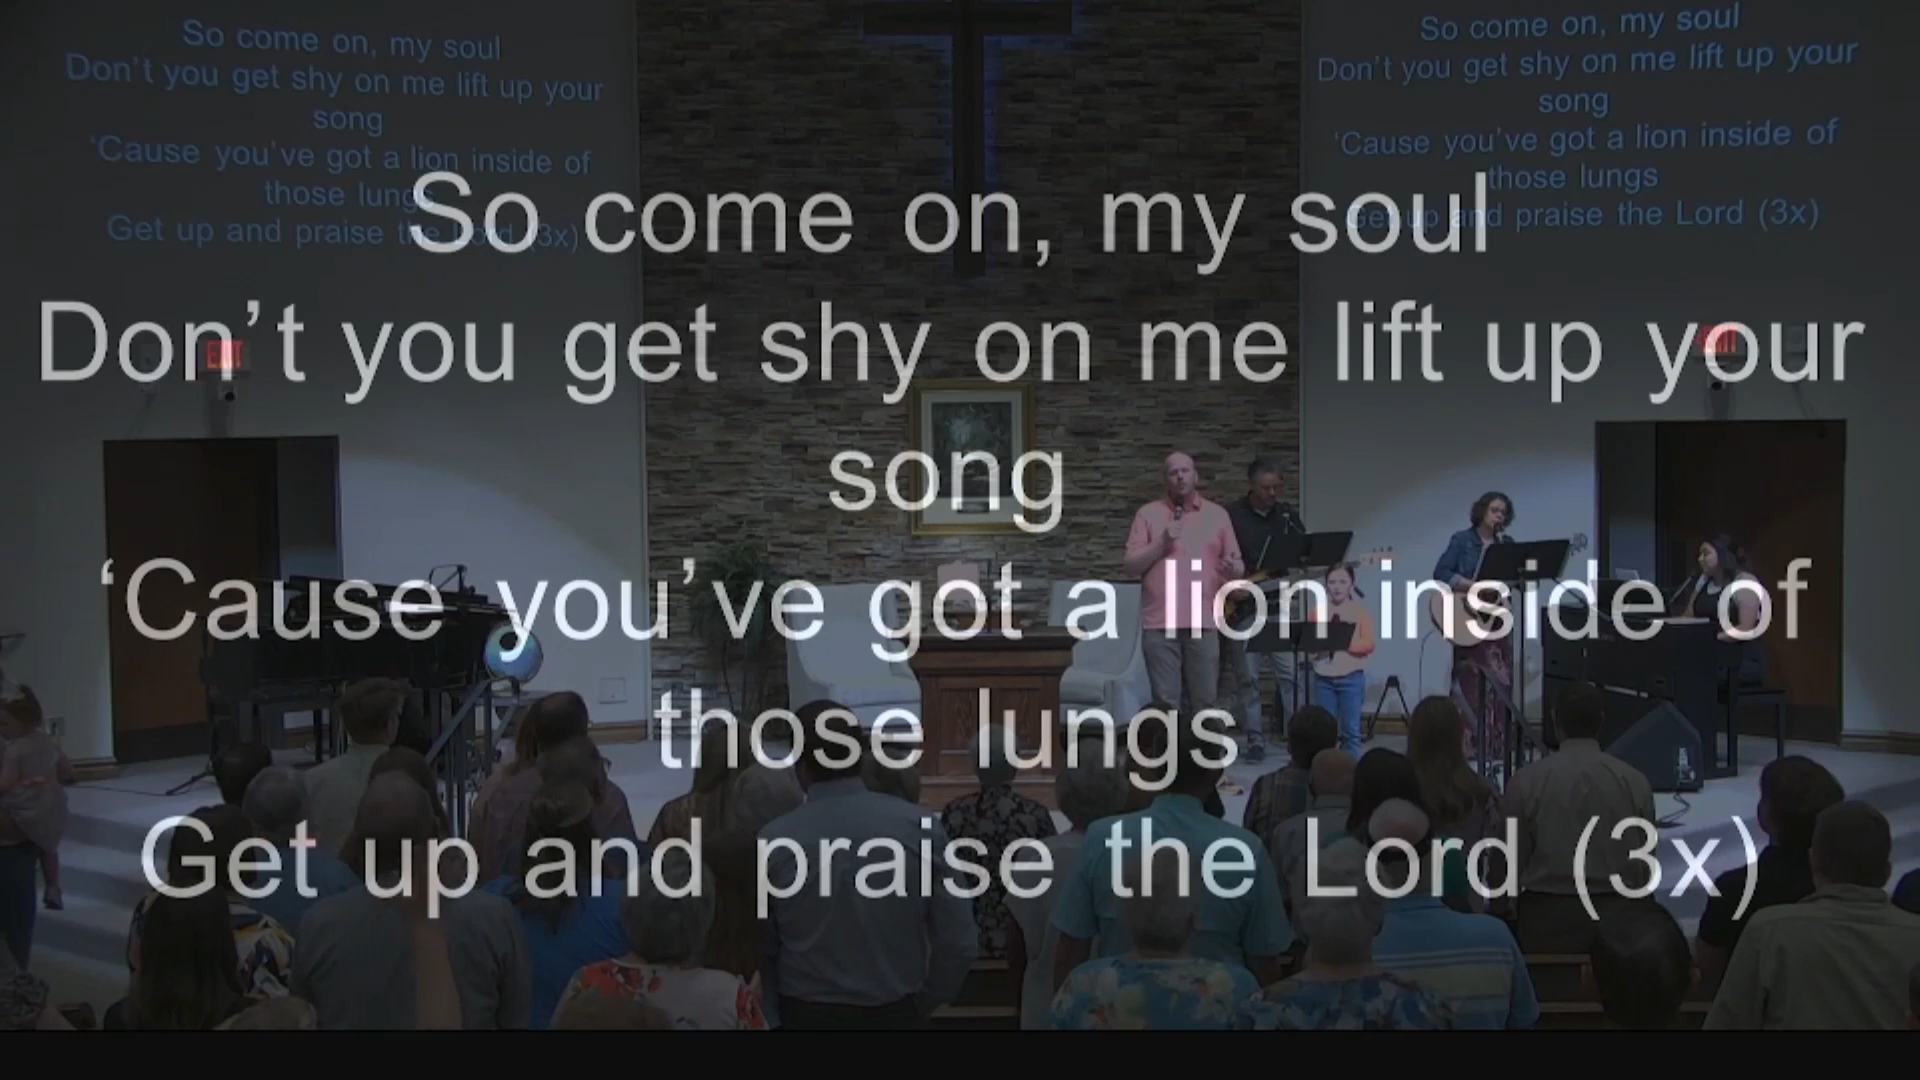 So come on, my soul
Don't you get shy on me lift up your
song
‘Cause you've got a lion inside of
those lungs
Get up and praise the Lord (3x)
So come on, my soul
Don't you get shy on me lift up your
song
‘Cause you've got a lion inside of
those lungs
Get up and praise the Lord (3x)
So come on, my soul
Don’t you get shy on me lift up your
song
‘Cause you’ve got a lion inside of
those lungs
Get up and praise the Lord (3x)
EXIT